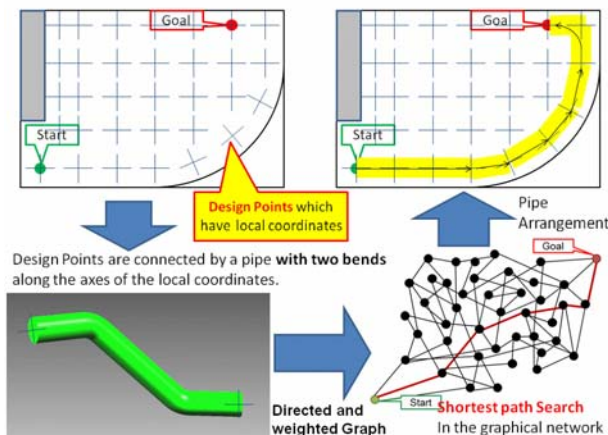 Goal
Start
Goa
Start
Design Points which
have local coordinates
Pipe
Arrangement
Design Points are connected by a pipe with two bends
along the axes of the local coordinates.
Goal
Start
Directed and
weighted Graph
Shortest path Search
In the graphical network